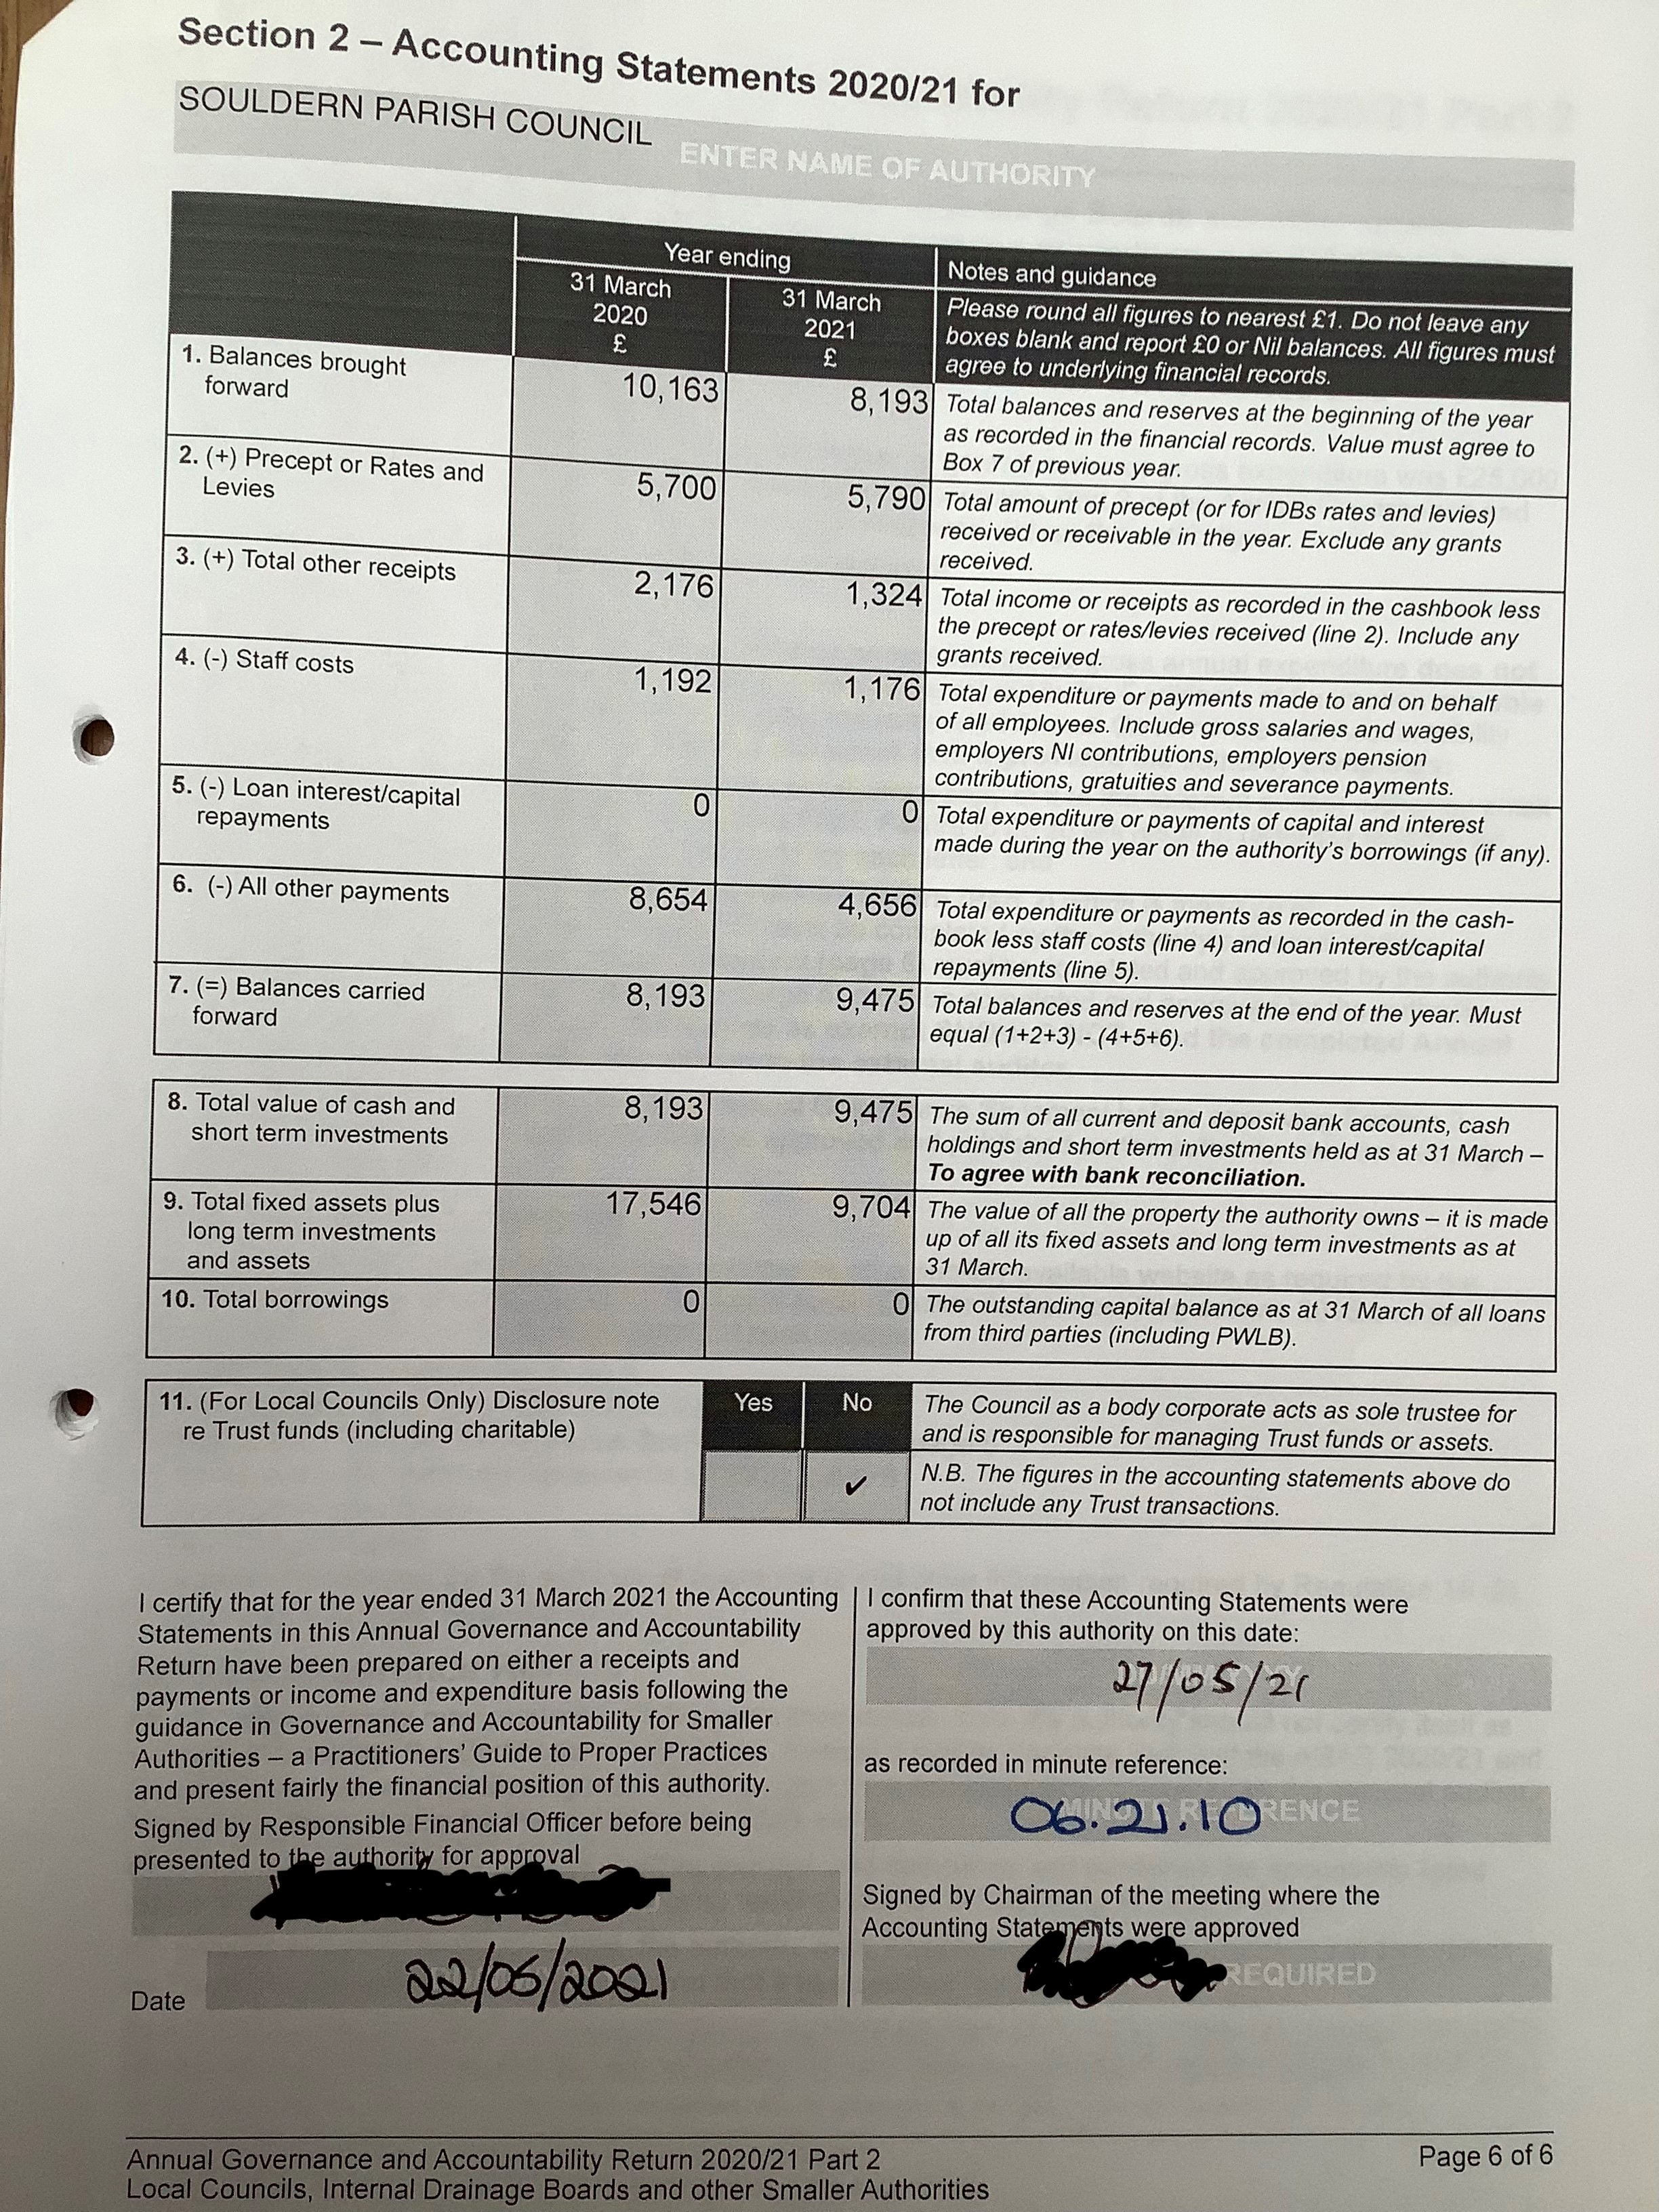 Section 2 – Accounting Statements 2020/21 for
SOULDERN PARISH COUNCIL
ENTER NAME OF AUTHORITY
Year ending
31 March
2020
£
31 March
2021
£
Notes and guidance
Please round all figures to nearest £1. Do not leave any
boxes blank and report £0 or Nil balances. All figures must
agree to underlying financial records.
1. Balances brought
forward
10,163
8,193
Total balances and reserves at the beginning of the year
as recorded in the financial records. Value must agree to
Box 7 of previous year.
2. (+) Precept or Rates and
Levies
5,700
5,790
Total amount of precept (or for IDBs rates and levies)
received or receivable in the year. Exclude any grants
received.
3. (+) Total other receipts
2,176
1,324
Total income or receipts as recorded in the cashbook less
the precept or rates/levies received (line 2). Include any
grants received.
4. (-) Staff costs
1,192
1,176
Total expenditure or payments made to and on behalf
of all employees. Include gross salaries and wages,
employers NI contributions, employers pension
contributions, gratuities and severance payments.
5. (-) Loan interest/capital
repayments
0
0
Total expenditure or payments of capital and interest
made during the year on the authority's borrowings (if any).
6. (-) All other payments
8,654
4,656
Total expenditure or payments as recorded in the cash-
book less staff costs (line 4) and loan interest/capital
repayments (line 5).
7. (=) Balances carried
forward
8,193
9,475
Total balances and reserves at the end of the year. Must
equal (1+2+3) - (4+5+6).
8. Total value of cash and
short term investments
8,193
9,475
The sum of all current and deposit bank accounts, cash
holdings and short term investments held as at 31 March –
To agree with bank reconciliation.
9. Total fixed assets plus
long term investments
and assets
17,546
9,704
The value of all the property the authority owns – it is made
up of all its fixed assets and long term investments as at
31 March.
10. Total borrowings
0
0
The outstanding capital balance as at 31 March of all loans
from third parties (including PWLB).
11. (For Local Councils Only) Disclosure note
re Trust funds (including charitable)
Yes
No
The Council as a body corporate acts as sole trustee for
and is responsible for managing Trust funds or assets.
✔
N.B. The figures in the accounting statements above do
not include any Trust transactions.
I certify that for the year ended 31 March 2021 the Accounting
Statements in this Annual Governance and Accountability
Return have been prepared on either a receipts and
payments or income and expenditure basis following the
guidance in Governance and Accountability for Smaller
Authorities – a Practitioners' Guide to Proper Practices
and present fairly the financial position of this authority.
Signed by Responsible Financial Officer before being
presented to the authority for approval
Date
22/05/2021
I confirm that these Accounting Statements were
approved by this authority on this date:
27/05/21
as recorded in minute reference:
06.21.10
MINUTE REFERENCE
Signed by Chairman of the meeting where the
Accounting Statements were approved
REQUIRED
Annual Governance and Accountability Return 2020/21 Part 2
Local Councils, Internal Drainage Boards and other Smaller Authorities
Page 6 of 6